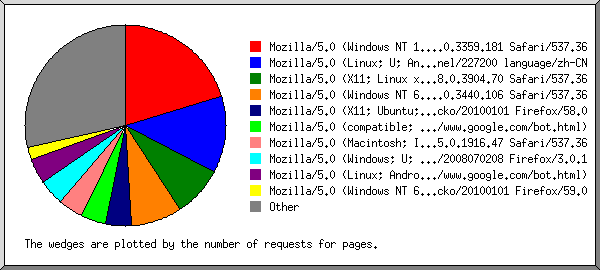 Mozilla/5.0 (Windows NT 1....0.3359.181 Safari/537.36
Mozilla/5.0 (Linux; U; An...nel/227200 language/zh-CN
Mozilla/5.0 (X11; Linux x...8.0.3904.70 Safari/537.36
Mozilla/5.0 (Windows NT 6....0.3440.106 Safari/537.36
Mozilla/5.0 (X11; Ubuntu;...cko/20100101 Firefox/58.0
Mozilla/5.0 (compatible; .../www.google.com/bot.html)
Mozilla/5.0 (Macintosh; I...5.0.1916.47 Safari/537.36
Mozilla/5.0 (Windows; U; .../2008070208 Firefox/3.0.1
Mozilla/5.0 (Linux; Andro.../www.google.com/bot.html)
Mozilla/5.0 (Windows NT 6...cko/20100101 Firefox/59.0
Other
The wedges are plotted by the number of requests for pages.